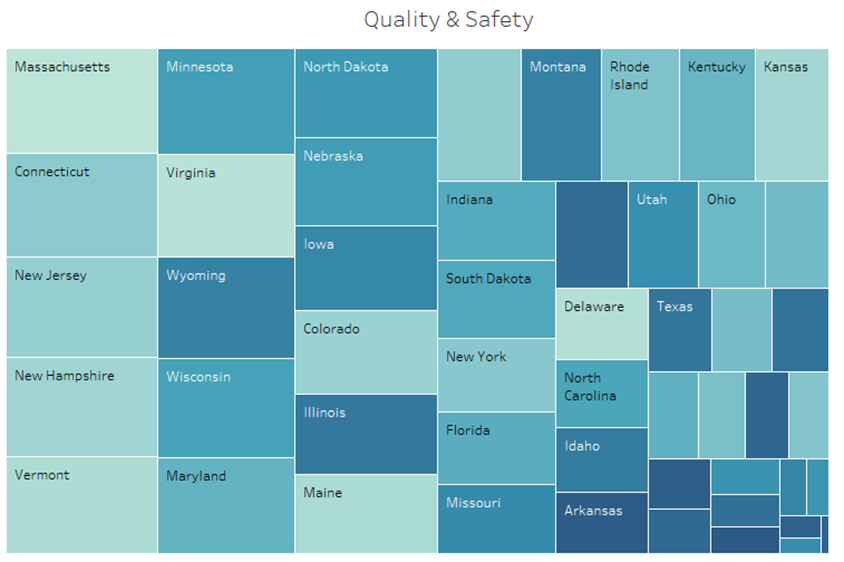 Quality & Safety
Massachusetts
Connecticut
New Jersey
New Hampshire
Vermont
Minnesota
Virginia
Wyoming
Wisconsin
Maryland
North Dakota
Nebraska
Iowa
Colorado
Illinois
Maine
Montana
Rhode
Island
Kentucky
Kansas
Indiana
South Dakota
New York
Florida
Missouri
Utah
Ohio
Delaware
North
Carolina
Idaho
Arkansas
Texas